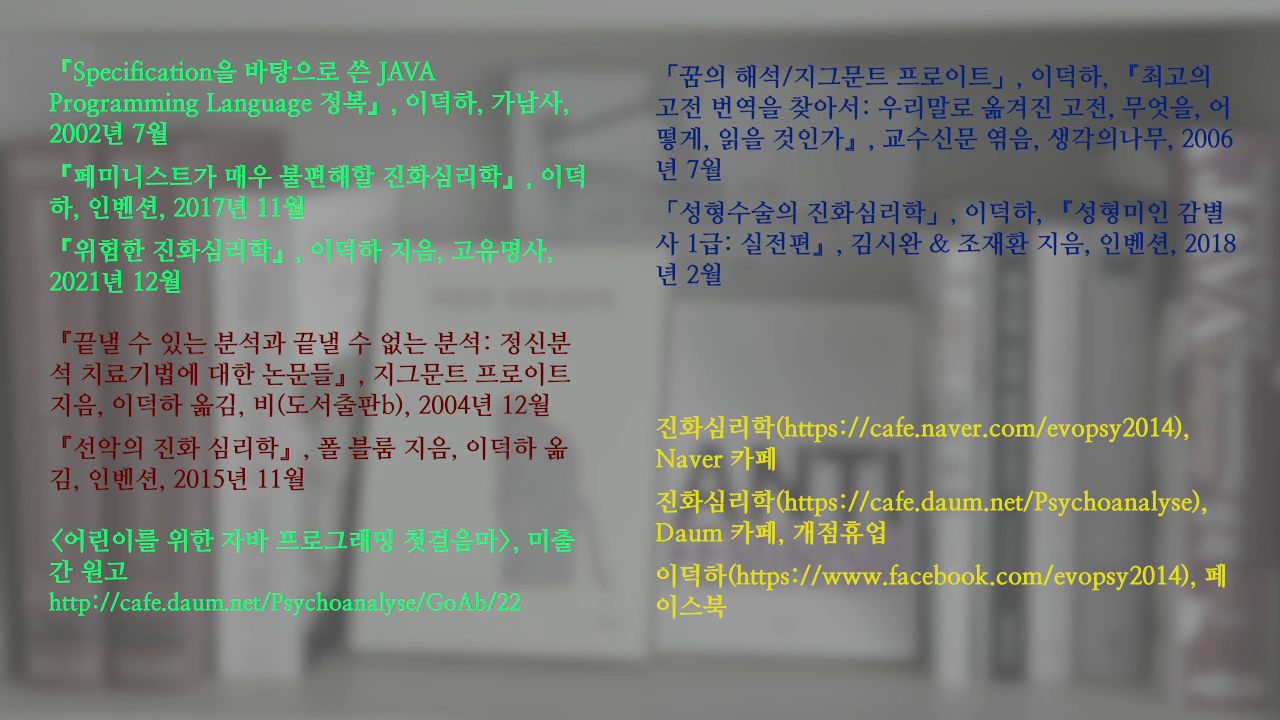 『Specification을 바탕으로 쓴 JAVA
Programming Language 정복』, 이덕하, 가남사,
2002년 7월
『페미니스트가 매우 불편해할 진화심리학』, 이덕
하, 인벤션, 2017년 11월
『위험한 진화심리학』, 이덕하 지음, 고유명사,
2021년 12월
『끝낼 수 있는 분석과 끝낼 수 없는 분석: 정신분
석 치료기법에 대한 논문들』, 지그문트 프로이트
지음, 이덕하 옮김, 비(도서출판b), 2004년 12월
『선악의 진화 심리학』, 폴 블룸 지음, 이덕하 옮
김, 인벤션, 2015년 11월
<어린이를 위한 자바 프로그래밍 첫걸음마>, 미출
간 원고
http://cafe.daum.net/Psychoanalyse/GoAb/22
「꿈의 해석/지그문트 프로이트」, 이덕하, 『최고의
고전 번역을 찾아서: 우리말로 옮겨진 고전, 무엇을, 어
떻게, 읽을 것인가』, 교수신문 엮음, 생각의나무, 2006
년 7월
「성형수술의 진화심리학」, 이덕하, 『성형미인 감별
사 1급: 실전편』, 김시완 & 조재환 지음, 인벤션, 2018
년 2월
진화심리학(https://cafe.naver.com/evopsy2014),
Naver 카페
진화심리학(https://cafe.daum.net/Psychoanalyse),
Daum 카페, 개점휴업
이덕하(https://www.facebook.com/evopsy2014), 페
이스북